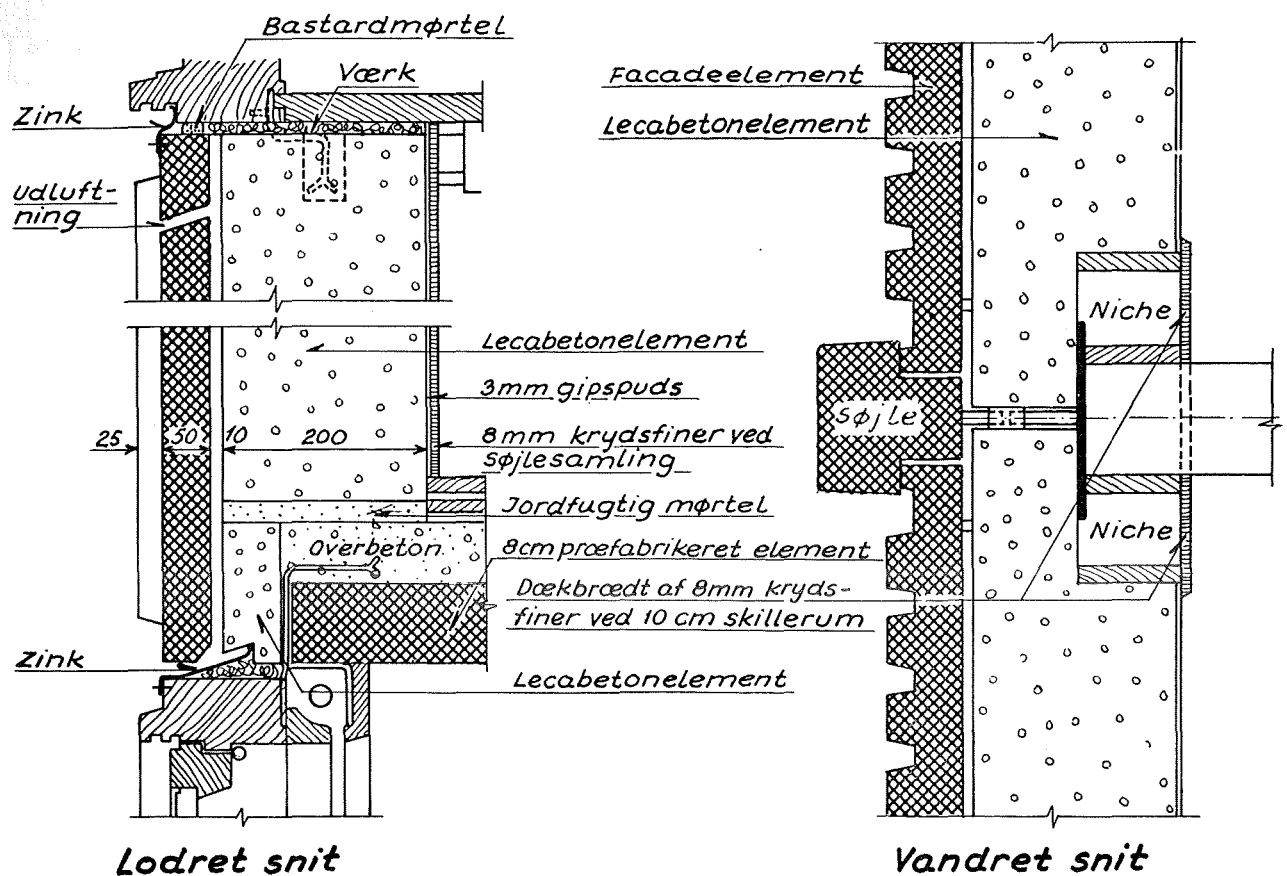 Bastardmørtel
Værk
Zink
Udluft-
ning
Lecabetonelement
3mm gipspuds
25 50 10 200
8mm krydsfiner ved
søjlesamling
Jordfugtig mørtel
Overbeton
8cm præfabrikeret element
Dækbrædt af 8mm kryds-
finer ved 10 cm skillerum
Zink
Lecabetonelement
Lodret snit
Facadeelement
Lecabetonelement
Niche
Søjle
Niche
Vandret snit